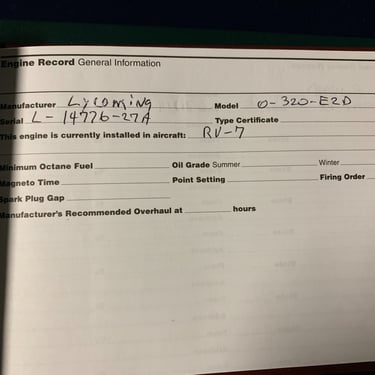 Engine Record General Information
Manufacturer Lycoming Model O-320-E2D
Serial L-14776-27A Type Certificate
This engine is currently installed in aircraft: RV-7
Minimum Octane Fuel Oil Grade Summer Winter
Magneto Time Point Setting Firing Order
Spark Plug Gap
Manufacturer's Recommended Overhaul at hours